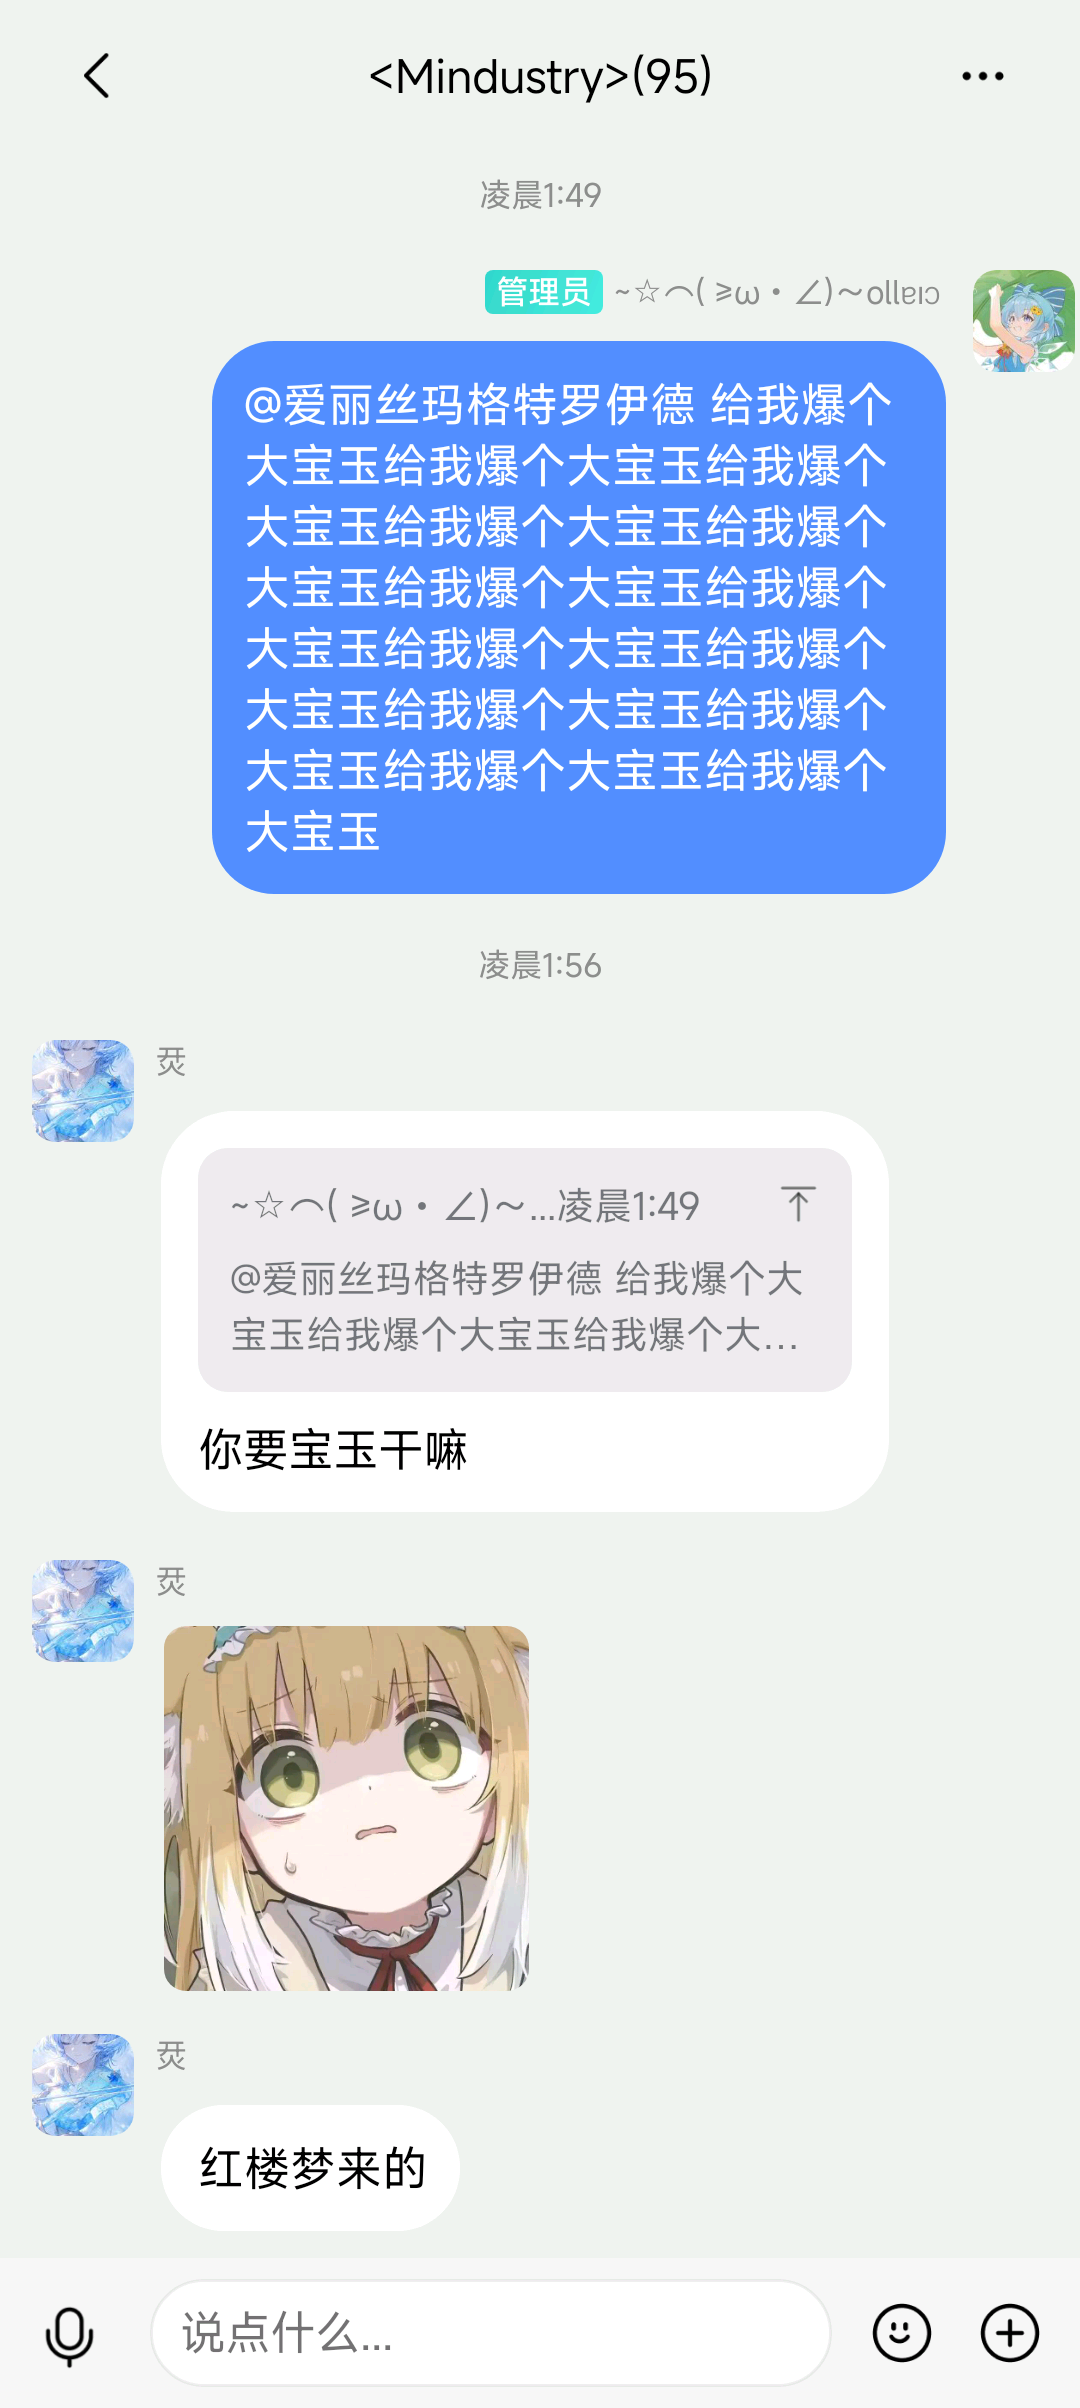 <Mindustry>(95)
凌晨1:49
管理员 ~☆⌒( ≥ω・∠)～ollɐıɔ
@爱丽丝玛格特罗伊德 给我爆个
大宝玉给我爆个大宝玉给我爆个
大宝玉给我爆个大宝玉给我爆个
大宝玉给我爆个大宝玉给我爆个
大宝玉给我爆个大宝玉给我爆个
大宝玉给我爆个大宝玉给我爆个
大宝玉给我爆个大宝玉给我爆个
大宝玉
凌晨1:56
烎
~☆⌒( ≥ω・∠)～...凌晨1:49
@爱丽丝玛格特罗伊德 给我爆个大
宝玉给我爆个大宝玉给我爆个大...
你要宝玉干嘛
烎
烎
红楼梦来的
说点什么...